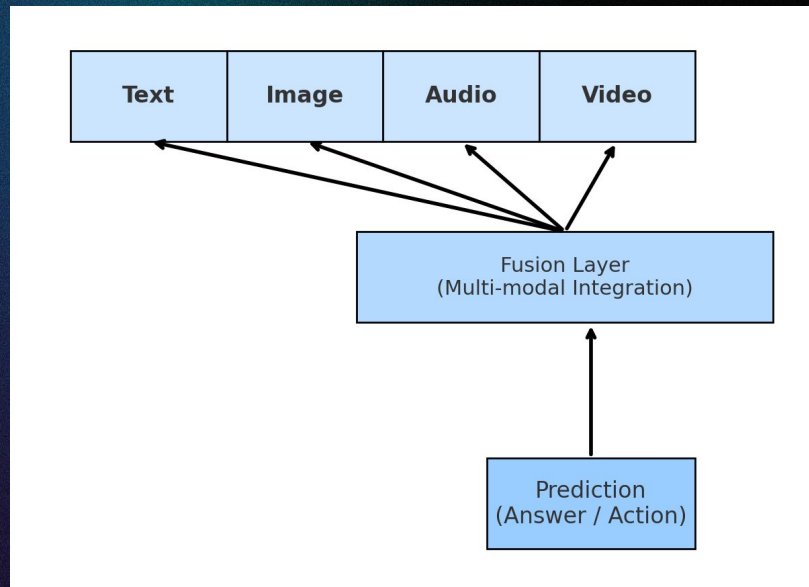 Text
Image
Audio
Video
Fusion Layer
(Multi-modal Integration)
Prediction
(Answer / Action)